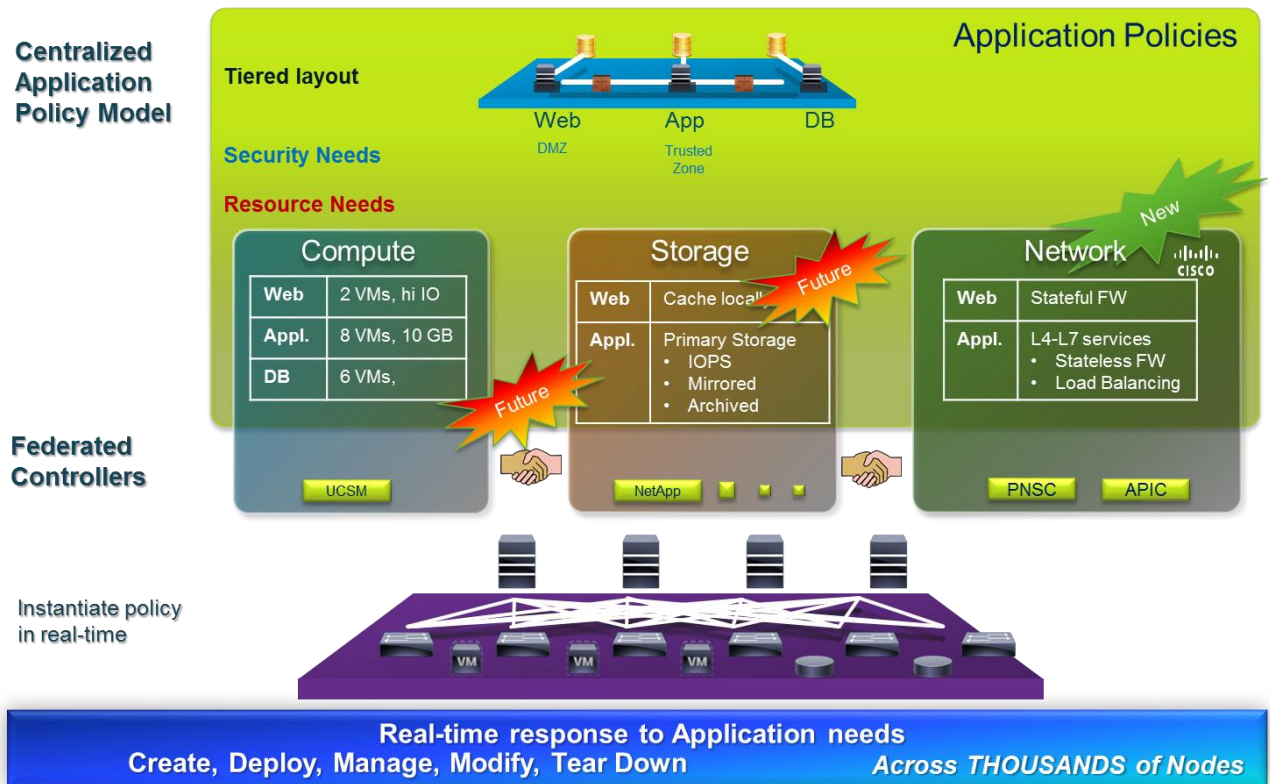 Application Policies
Centralized
Application
Policy Model
Tiered layout
Web
App
DB
DMZ
Trusted
Zone
Security Needs
Resource Needs
New
Compute
Web 2 VMs, hi IO
Appl. 8 VMs, 10 GB
DB 6 VMs,
Future
UCSM
Storage
Future
Web Cache locally
Appl. Primary Storage
• IOPS
• Mirrored
• Archived
NetApp
Network
CISCO
Web Stateful FW
Appl. L4-L7 services
• Stateless FW
• Load Balancing
PNSC
APIC
Federated
Controllers
Instantiate policy
in real-time
VM
VM
VM
Real-time response to Application needs
Create, Deploy, Manage, Modify, Tear Down
Across THOUSANDS of Nodes